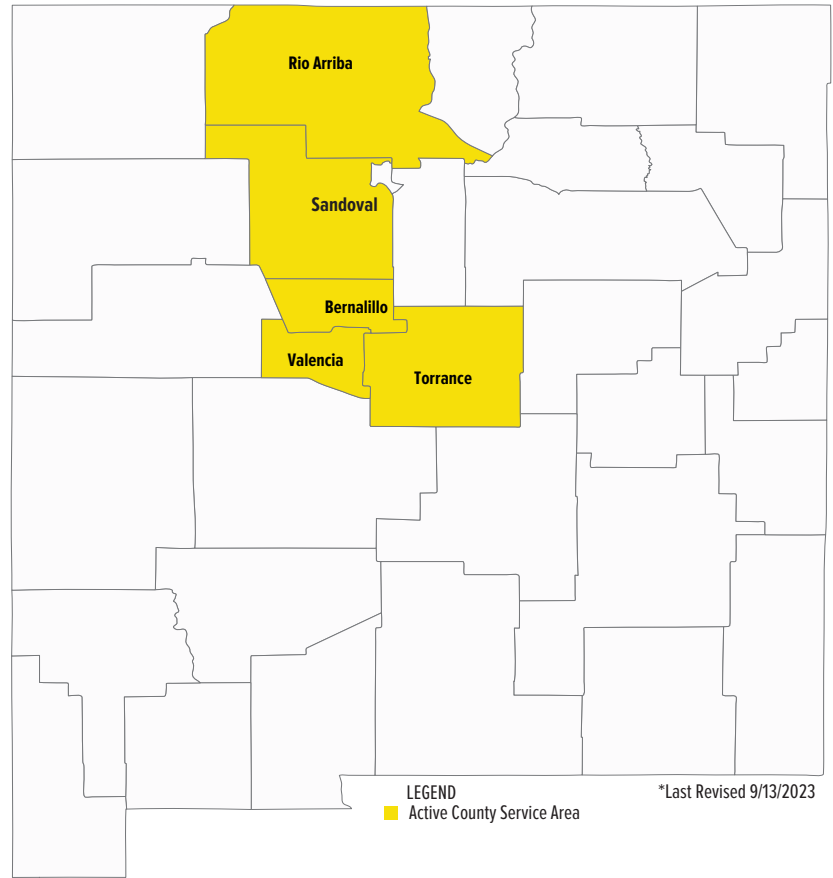 Rio Arriba
Sandoval
Bernalillo
Valencia
Torrance
LEGEND
Active County Service Area
*Last Revised 9/13/2023